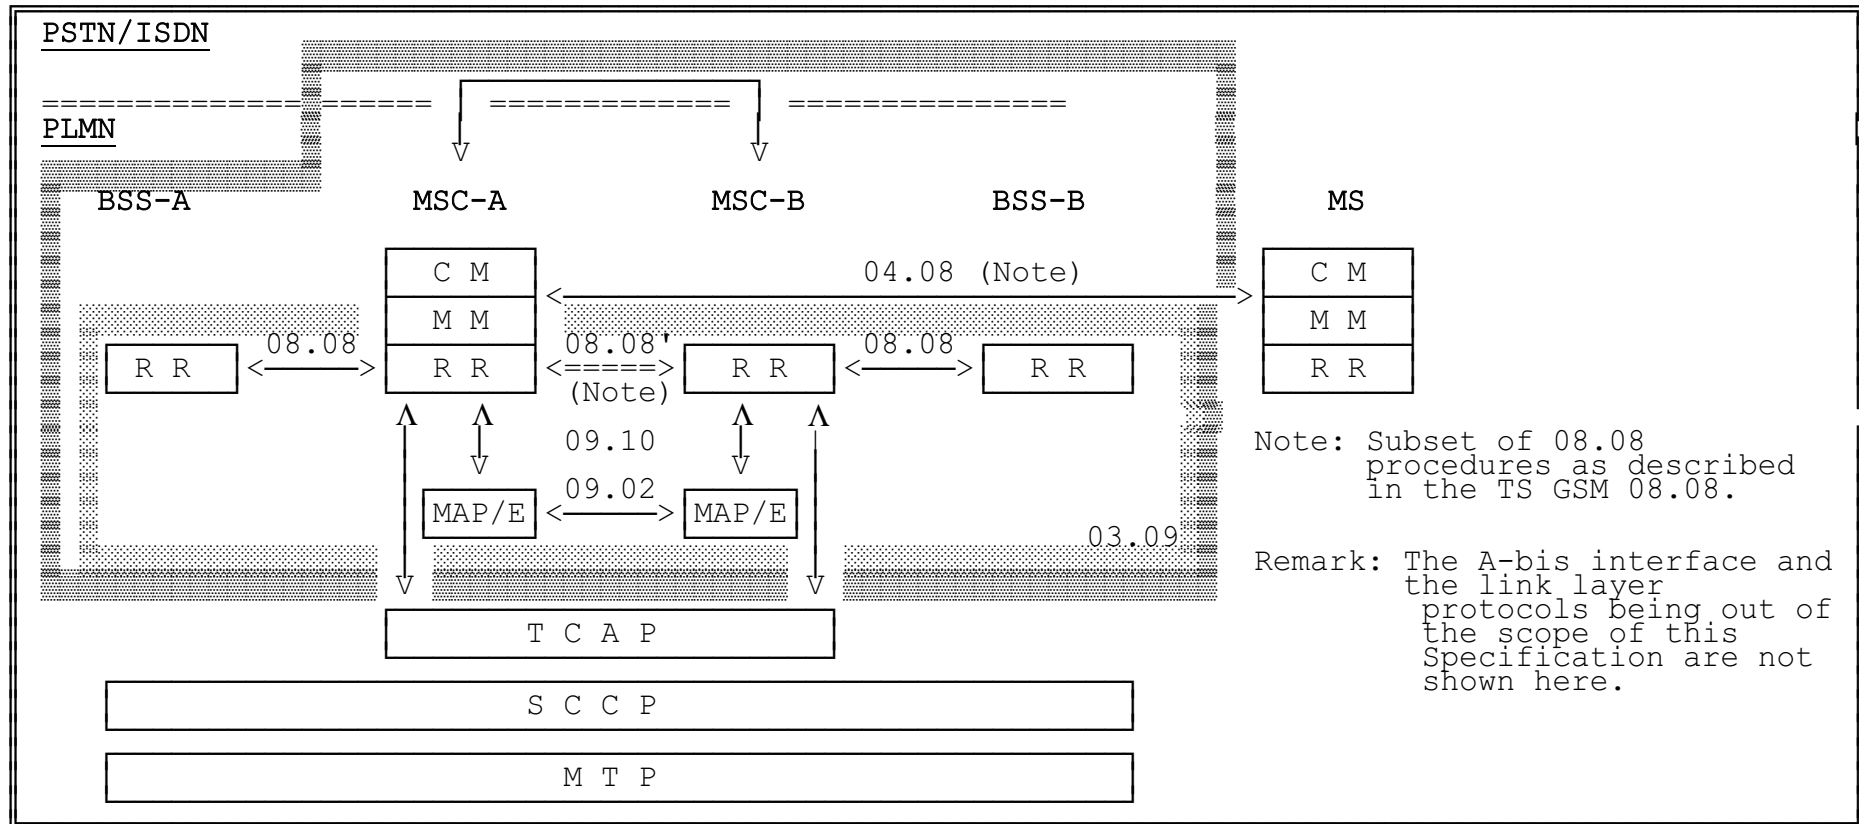 PSTN/ISDN
PLMN
BSS-A MSC-A MSC-B BSS-B MS
C M 04.08 (Note) C M
M M M M
08.08 08.08' 08.08
R R R R R R R R R R
(Note)
09.10
09.02
MAP/E MAP/E
03.09
Note: Subset of 08.08
procedures as described
in the TS GSM 08.08.
Remark: The A-bis interface and
the link layer
protocols being out of
the scope of this
Specification are not
shown here.
T C A P
S C C P
M T P